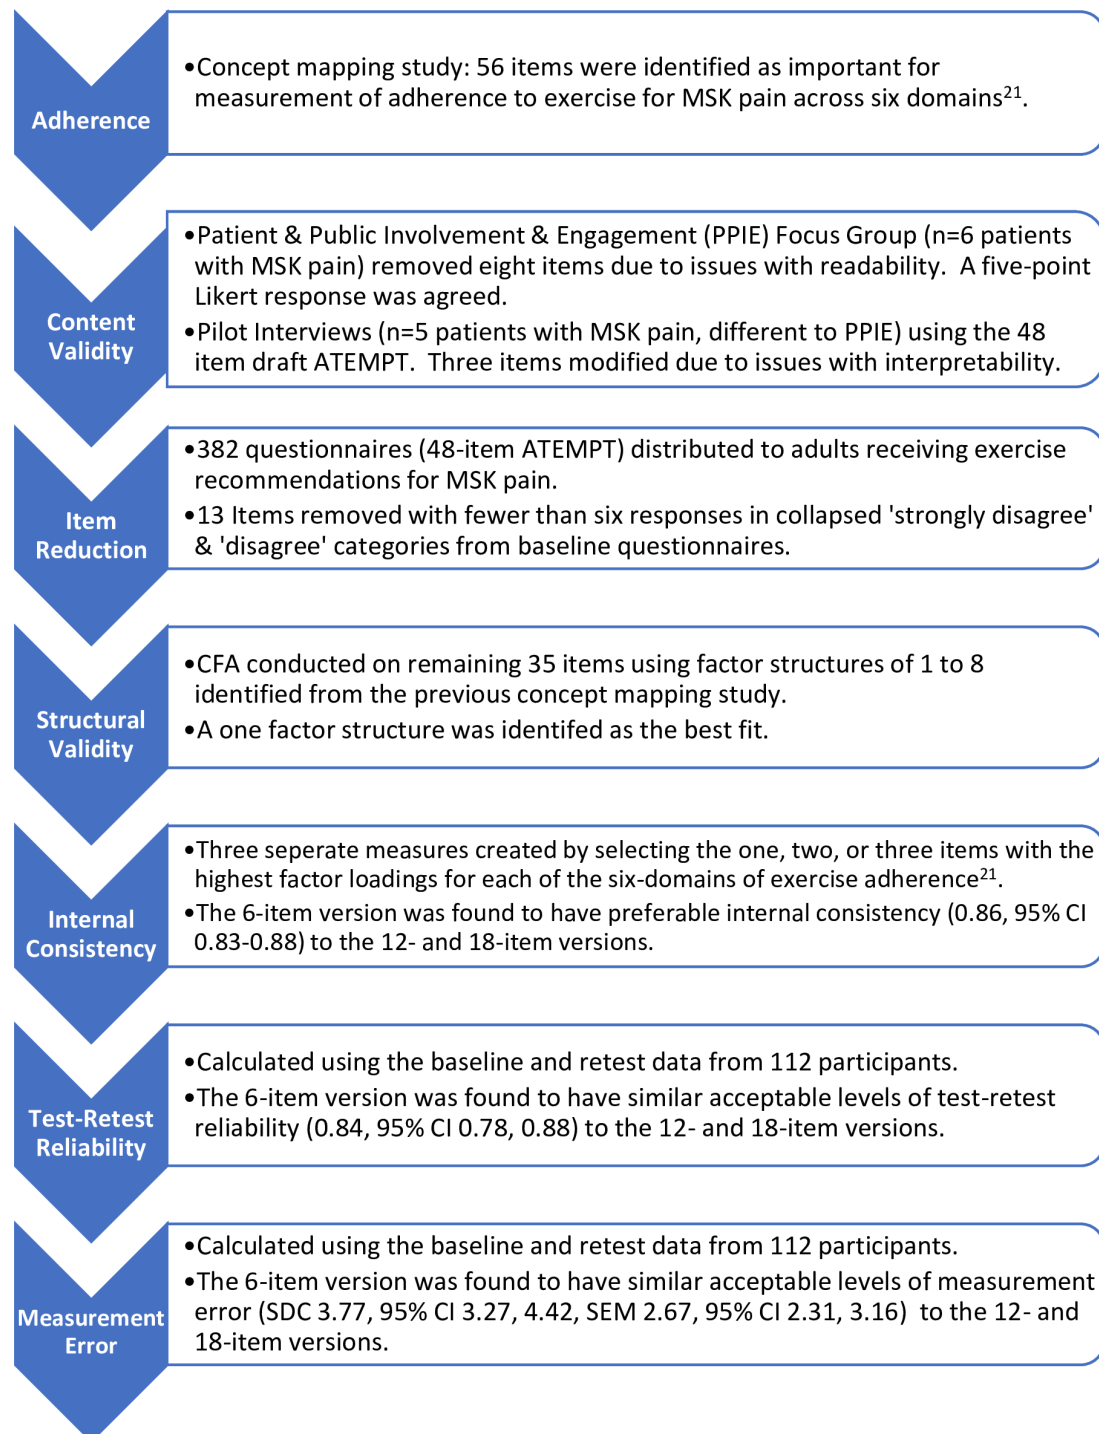 Adherence
•Concept mapping study: 56 items were identified as important for
measurement of adherence to exercise for MSK pain across six domains²¹.
Content
Validity
•Patient & Public Involvement & Engagement (PPIE) Focus Group (n=6 patients
with MSK pain) removed eight items due to issues with readability.  A five-point
Likert response was agreed.
•Pilot Interviews (n=5 patients with MSK pain, different to PPIE) using the 48
item draft ATEMPT.  Three items modified due to issues with interpretability.
Item
Reduction
•382 questionnaires (48-item ATEMPT) distributed to adults receiving exercise
recommendations for MSK pain.
•13 Items removed with fewer than six responses in collapsed 'strongly disagree'
& 'disagree' categories from baseline questionnaires.
Structural
Validity
•CFA conducted on remaining 35 items using factor structures of 1 to 8
identified from the previous concept mapping study.
•A one factor structure was identifed as the best fit.
Internal
Consistency
•Three seperate measures created by selecting the one, two, or three items with the
highest factor loadings for each of the six-domains of exercise adherence²¹.
•The 6-item version was found to have preferable internal consistency (0.86, 95% CI
0.83-0.88) to the 12- and 18-item versions.
Test-Retest
Reliability
•Calculated using the baseline and retest data from 112 participants.
•The 6-item version was found to have similar acceptable levels of test-retest
reliability (0.84, 95% CI 0.78, 0.88) to the 12- and 18-item versions.
Measurement
Error
•Calculated using the baseline and retest data from 112 participants.
•The 6-item version was found to have similar acceptable levels of measurement
error (SDC 3.77, 95% CI 3.27, 4.42, SEM 2.67, 95% CI 2.31, 3.16)  to the 12- and
18-item versions.